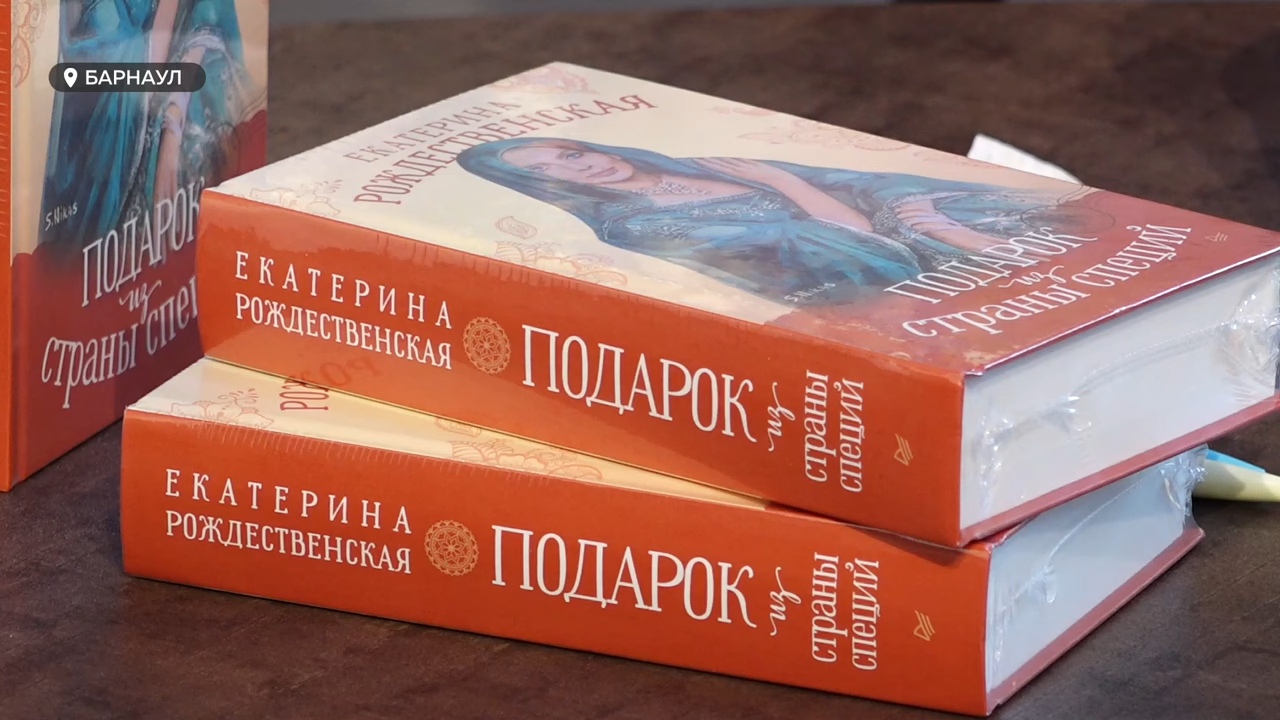 БАРНАУЛ
S.Nikas
ПОДАРОК
из
страны спец
ЕКАТЕРИНА
РОЖДЕСТВЕНСКАЯ
S.Nikas
ПОДАРОК
из
страны специй
ЕКАТЕРИНА
РОЖДЕСТВЕНСКАЯ
ПОДАРОК
из
страны
специй
ЕКАТЕРИНА
РОЖДЕСТВЕНСКАЯ
ПОДАРОК
из
страны
специй